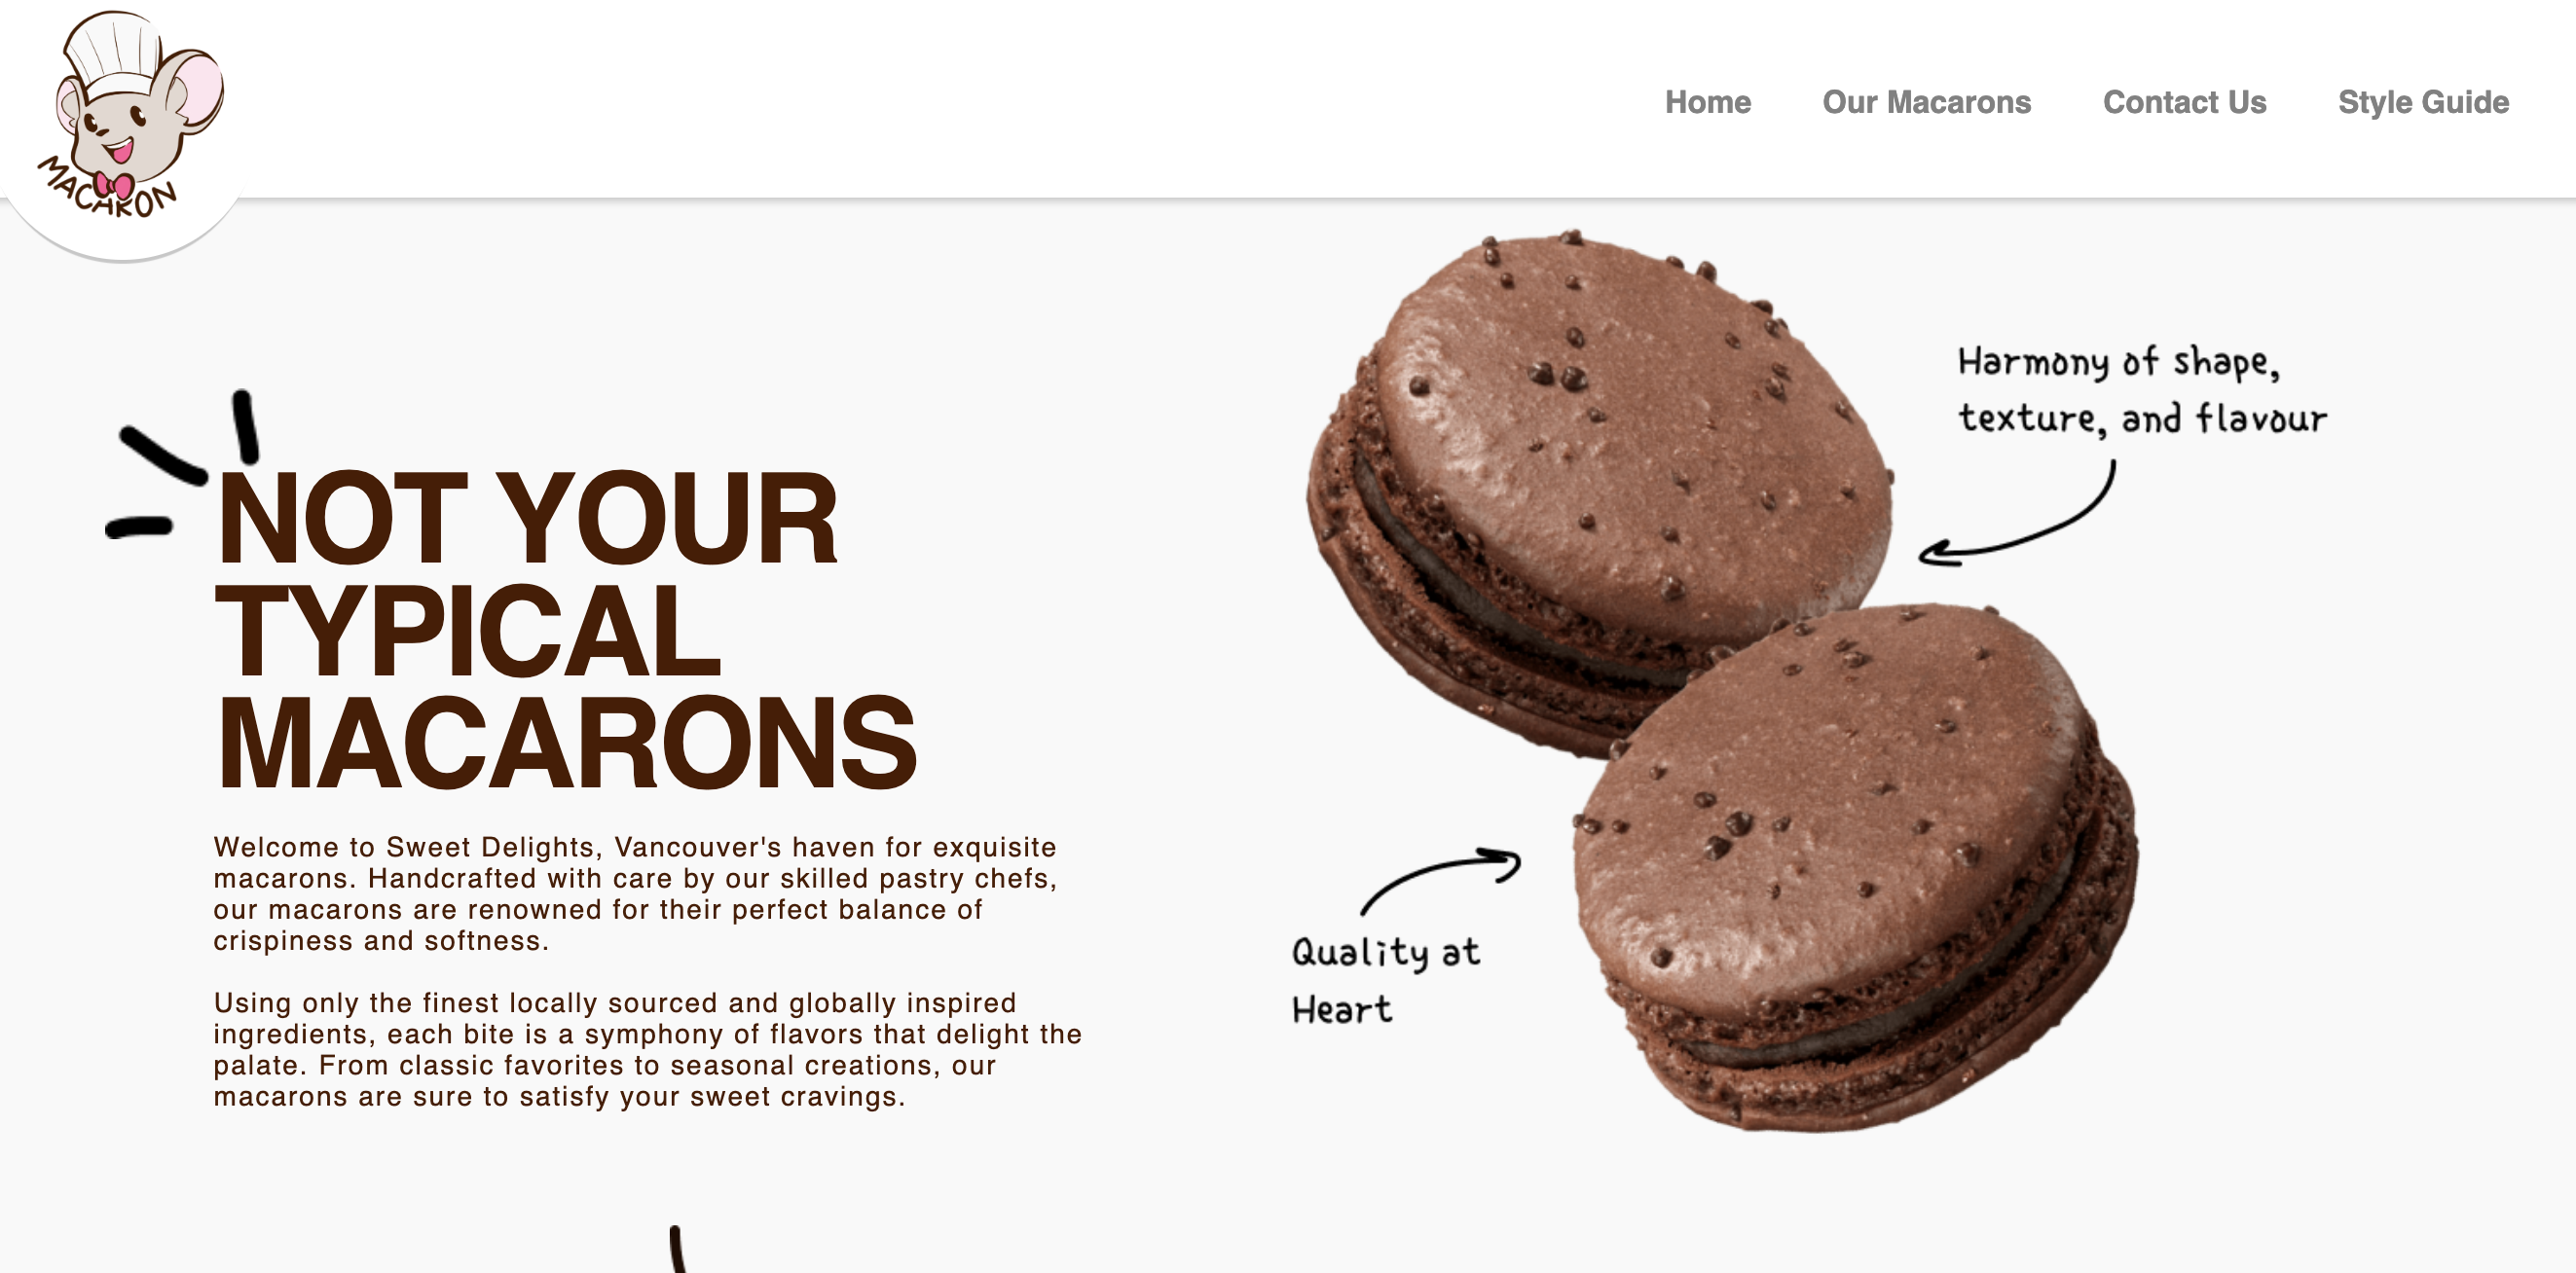 MACARON
Home
Our Macarons
Contact Us
Style Guide
NOT YOUR
TYPICAL
MACARONS
Welcome to Sweet Delights, Vancouver's haven for exquisite
macarons. Handcrafted with care by our skilled pastry chefs,
our macarons are renowned for their perfect balance of
crispiness and softness.
Using only the finest locally sourced and globally inspired
ingredients, each bite is a symphony of flavors that delight the
palate. From classic favorites to seasonal creations, our
macarons are sure to satisfy your sweet cravings.
Harmony of shape,
texture, and flavour
Quality at
Heart